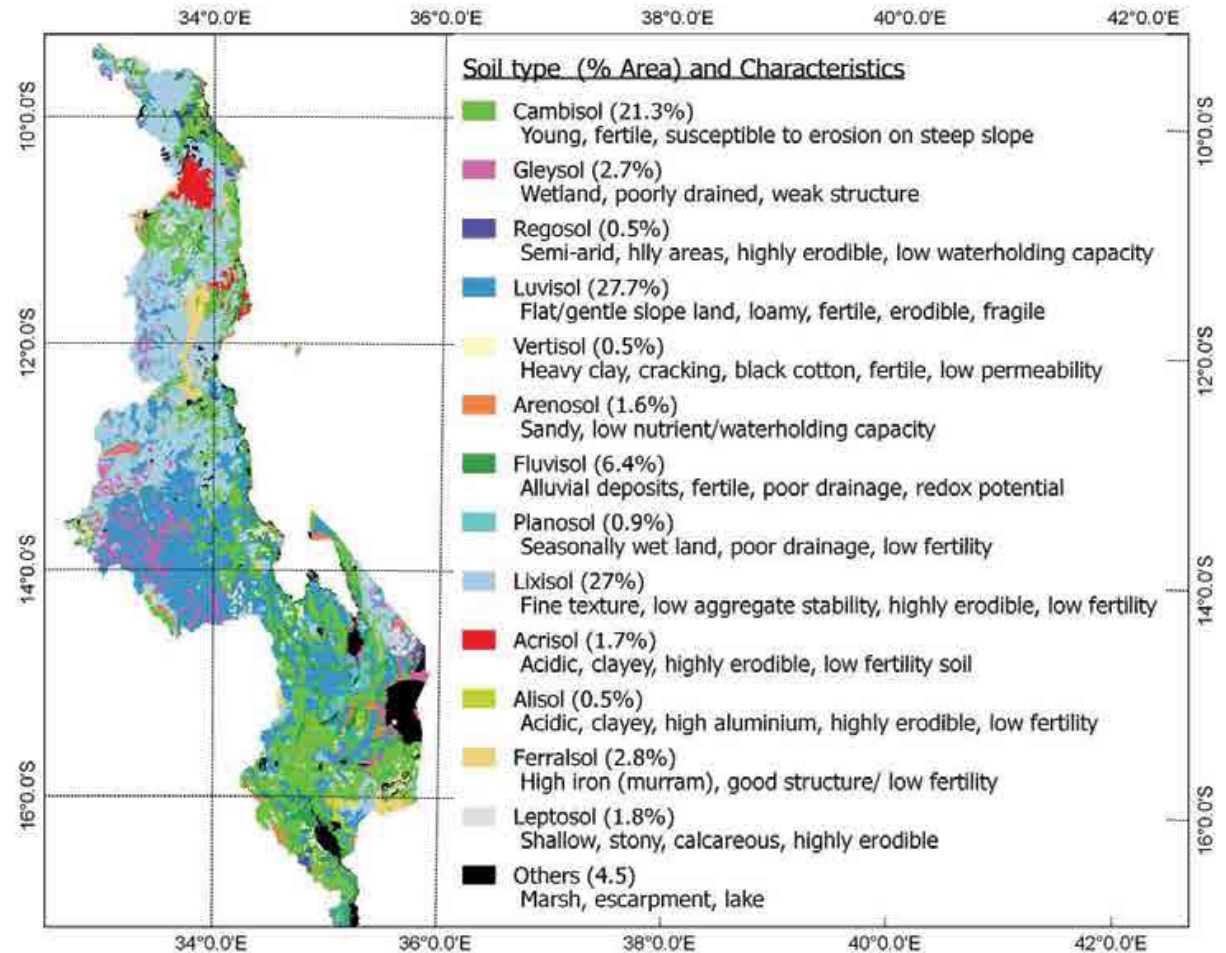 34°0.0'E 36°0.0'E 38°0.0'E 40°0.0'E 42°0.0'E
Soil type (% Area) and Characteristics
Cambisol (21.3%)
Young, fertile, susceptible to erosion on steep slope
Gleysol (2.7%)
Wetland, poorly drained, weak structure
Regosol (0.5%)
Semi-arid, hlly areas, highly erodible, low waterholding capacity
Luvisol (27.7%)
Flat/gentle slope land, loamy, fertile, erodible, fragile
Vertisol (0.5%)
Heavy clay, cracking, black cotton, fertile, low permeability
Arenosol (1.6%)
Sandy, low nutrient/waterholding capacity
Fluvisol (6.4%)
Alluvial deposits, fertile, poor drainage, redox potential
Planosol (0.9%)
Seasonally wet land, poor drainage, low fertility
Lixisol (27%)
Fine texture, low aggregate stability, highly erodible, low fertility
Acrisol (1.7%)
Acidic, clayey, highly erodible, low fertility soil
Alisol (0.5%)
Acidic, clayey, high aluminium, highly erodible, low fertility
Ferralsol (2.8%)
High iron (murram), good structure/ low fertility
Leptosol (1.8%)
Shallow, stony, calcareous, highly erodible
Others (4.5)
Marsh, escarpment, lake
10°0.0'S
12°0.0'S
14°0.0'S
16°0.0'S
10°0.0'S
12°0.0'S
14°0.0'S
16°0.0'S
34°0.0'E 36°0.0'E 38°0.0'E 40°0.0'E 42°0.0'E